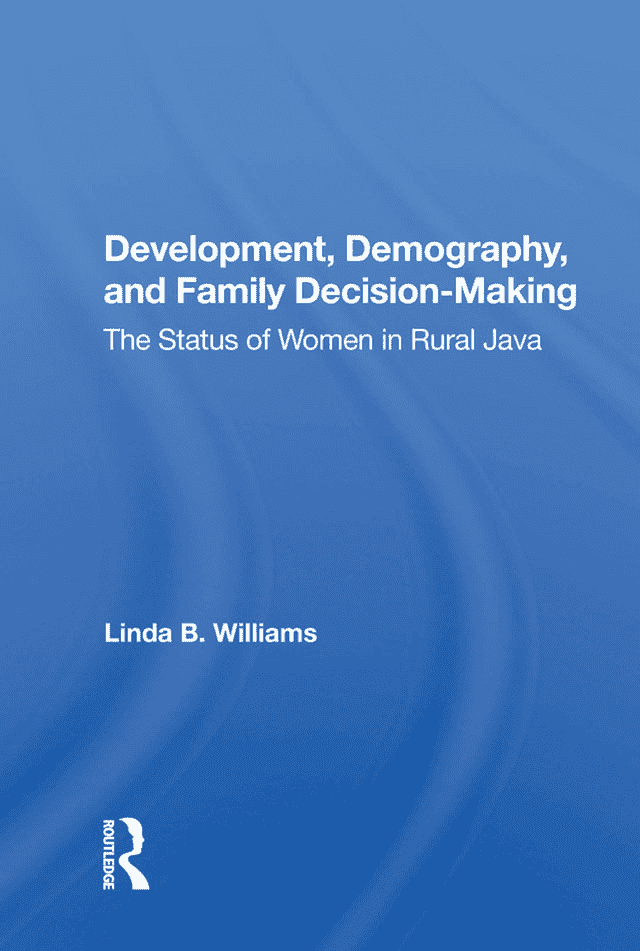 Development, Demography,
and Family Decision-Making
The Status of Women in Rural Java
Linda B. Williams
ROUTLEDGE